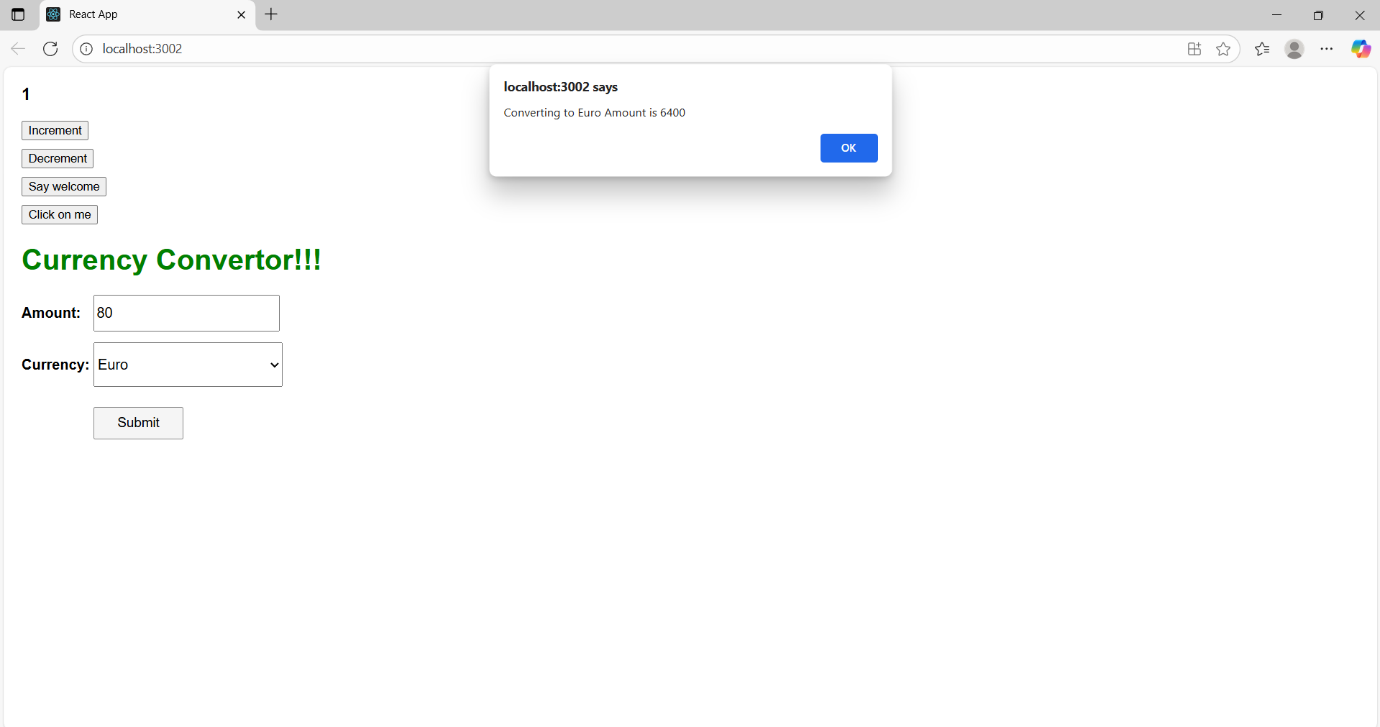 React App
localhost:3002
localhost:3002 says
Converting to Euro Amount is 6400
OK
1
Increment
Decrement
Say welcome
Click on me
Currency Convertor!!!
Amount: 80
Currency: Euro
Submit